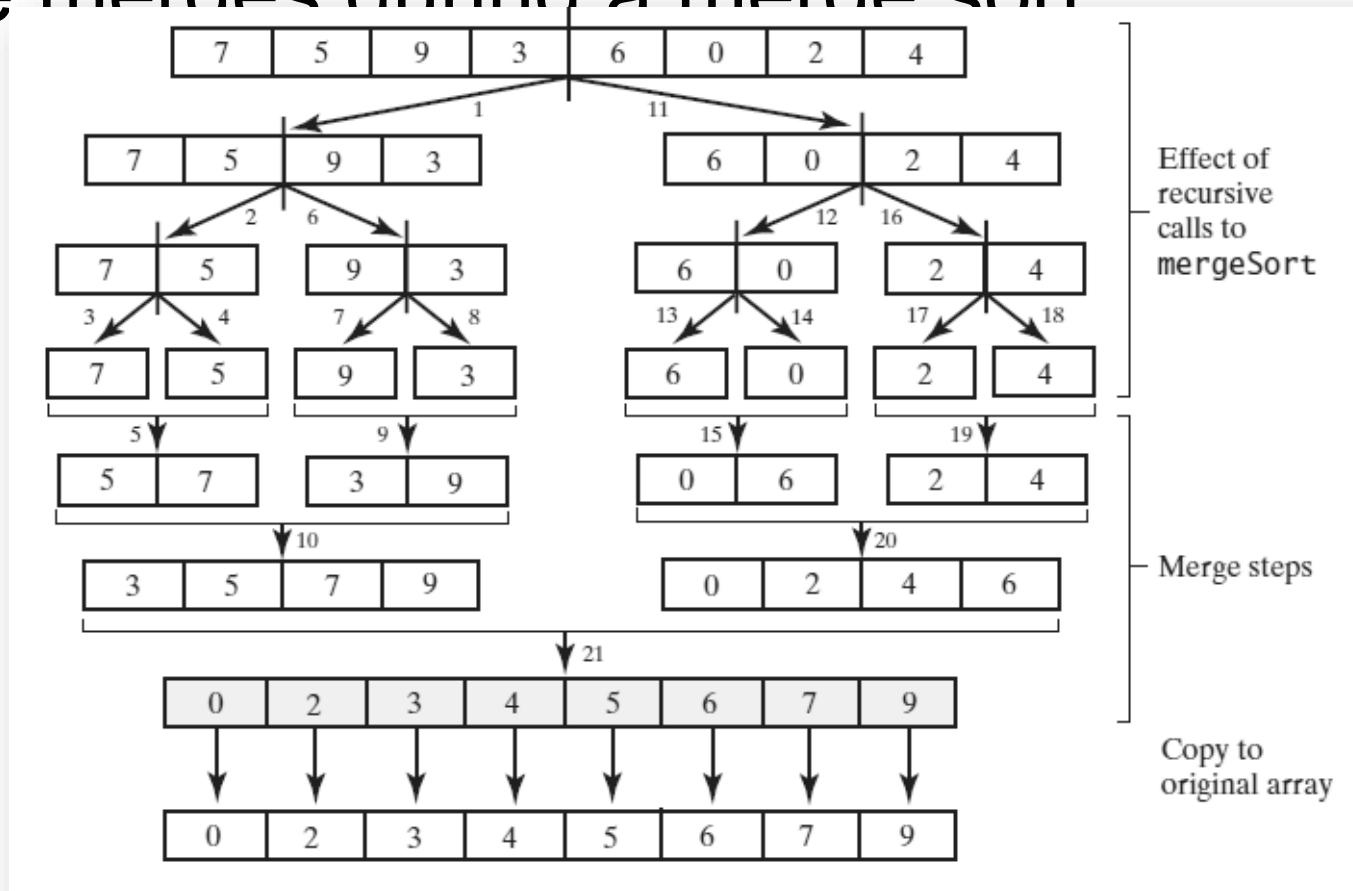 e merges during a merge sort
7 5 9 3 6 0 2 4
1 11
7 5 9 3 6 0 2 4
Effect of
recursive
calls to
mergeSort
2 6 12 16
7 5 9 3 6 0 2 4
3 4 7 8 13 14 17 18
7 5 9 3 6 0 2 4
5 9 15 19
5 7 3 9 0 6 2 4
10 20
3 5 7 9 0 2 4 6
Merge steps
21
0 2 3 4 5 6 7 9
Copy to
original array
0 2 3 4 5 6 7 9